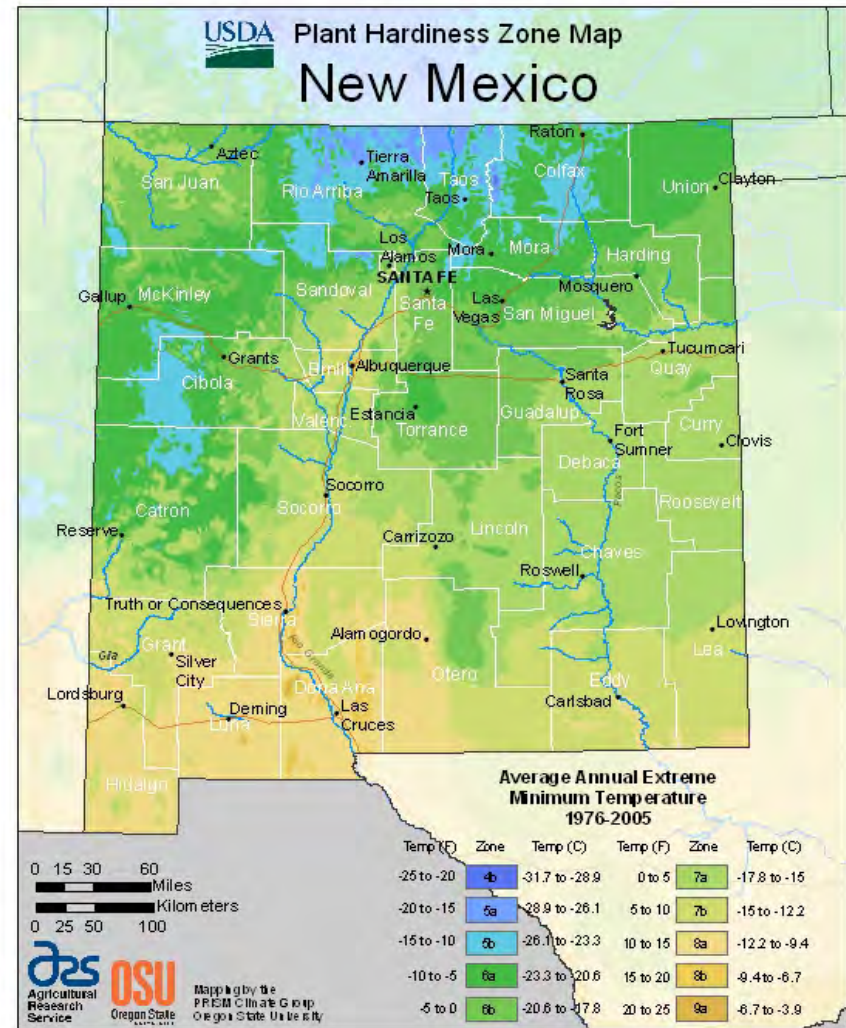 USDA Plant Hardiness Zone Map
New Mexico
Raton
Aztec
Tierra
Amarilla
Colfax
San Juan
Rio Arriba
Taos
Taos
Union
Clayton
Los
Alamos
Mora
Mora
Harding
SANTA FE
Sandoval
Mosquero
Gallup
McKinley
Santa
Fe
Las
Vegas
San Miguel
Tucumcari
Grants
Albuquerque
Quay
Cibola
Santa
Rosa
Valenc
Estancia
Torrance
Guadalup
Curry
Fort
Sumner
Clovis
Debaca
Socorro
Pecos
Roosevelt
Catron
Socorro
Reserve
Carrizozo
Lincoln
Chaves
Roswell
Truth or Consequences
Sierra
Alamogordo
Lovington
Grant
Gila
Silver
City
Rio Grande
Otero
Lea
Lordsburg
Dona Ana
Eddy
Deming
Las
Cruces
Carlsbad
Luna
Hidalgo
Average Annual Extreme
Minimum Temperature
1976-2005
Temp (F) Zone Temp (C) Temp (F) Zone Temp (C)
-25 to -20 4b -31.7 to -28.9 0 to 5 7a -17.8 to -15
-20 to -15 5a -28.9 to -26.1 5 to 10 7b -15 to -12.2
-15 to -10 5b -26.1 to -23.3 10 to 15 8a -12.2 to -9.4
-10 to -5 6a -23.3 to -20.6 15 to 20 8b -9.4 to -6.7
-5 to 0 6b -20.6 to -17.8 20 to 25 9a -6.7 to -3.9
0 15 30 60
Miles
Kilometers
0 25 50 100
ars
Agricultural
Research
Service
OSU
Oregon State
Mapping by the
PRISM Climate Group
Oregon State University